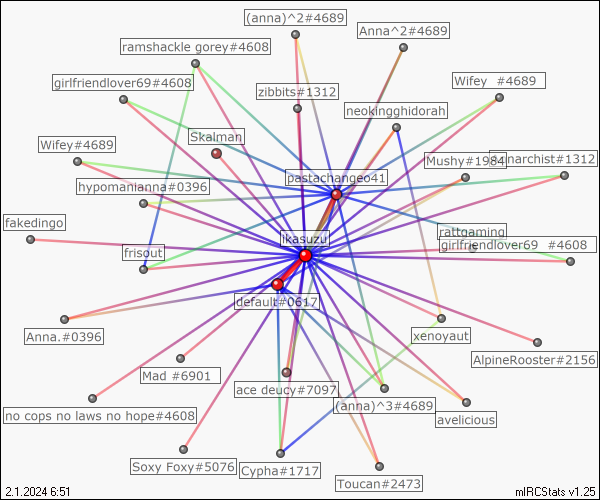 (anna)^2#4689
Anna^2#4689
ramshackle gorey#4608
girlfriendlover69#4608
zibbits#1312
Wifey  #4689
neokingghidorah
Skalman
Wifey#4689
Mushy#1984
nnarchist#1312
pastachangeo41
hypomanianna#0396
fakedingo
ikasuzu
ratgaming
frisout
girlfriendlover69  #4608
default#0617
Anna.#0396
xenoyaut
AlpineRooster#2156
Mad #6901
ace deucy#7097
no cops no laws no hope#4608
(anna)^3#4689
avelicious
Soxy Foxy#5076
Cypha#1717
Toucan#2473
2.1.2024 6:51
mIRCStats v1.25